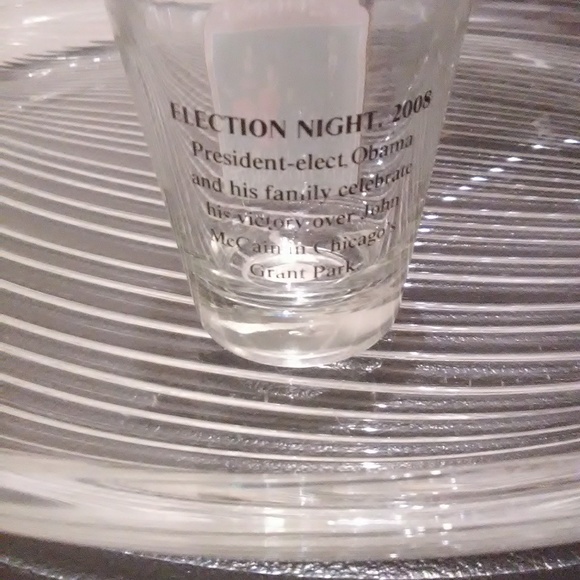 ELECTION NIGHT, 2008
President-elect Obama
and his family celebrate
his victory over John
McCain in Chicago's
Grant Park.